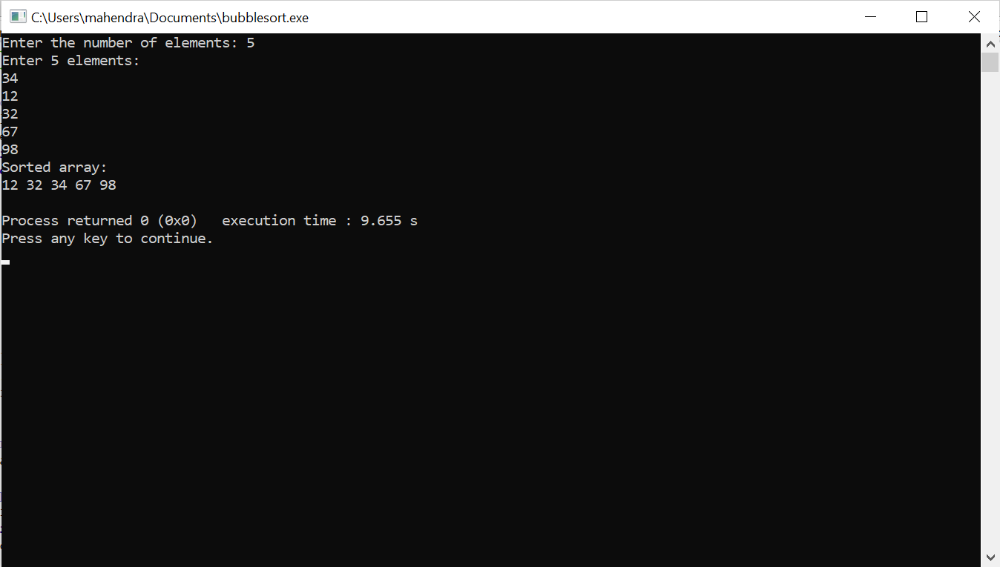 C:\Users\mahendra\Documents\bubblesort.exe
Enter the number of elements: 5
Enter 5 elements:
34
12
32
67
98
Sorted array:
12 32 34 67 98
Process returned 0 (0x0)   execution time : 9.655 s
Press any key to continue.